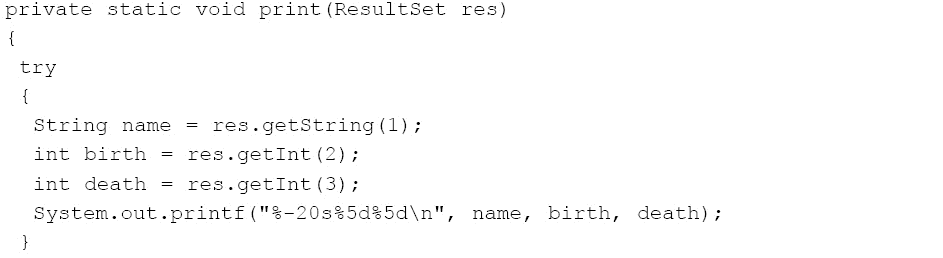 private static void print(ResultSet res)
{
 try
 {
  String name = res.getString(1);
  int birth = res.getInt(2);
  int death = res.getInt(3);
  System.out.printf("%-20s%5d%5d\n", name, birth, death);
 }